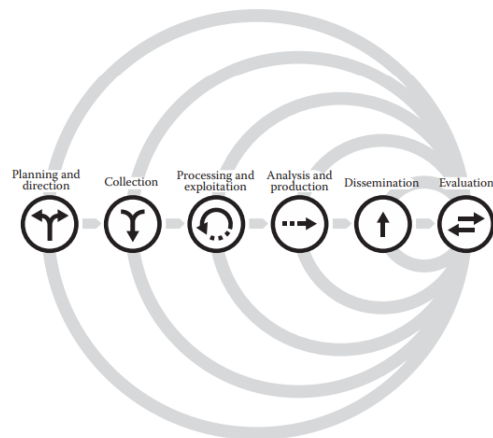 Planning and
direction
Collection
Processing and
exploitation
Analysis and
production
Dissemination
Evaluation